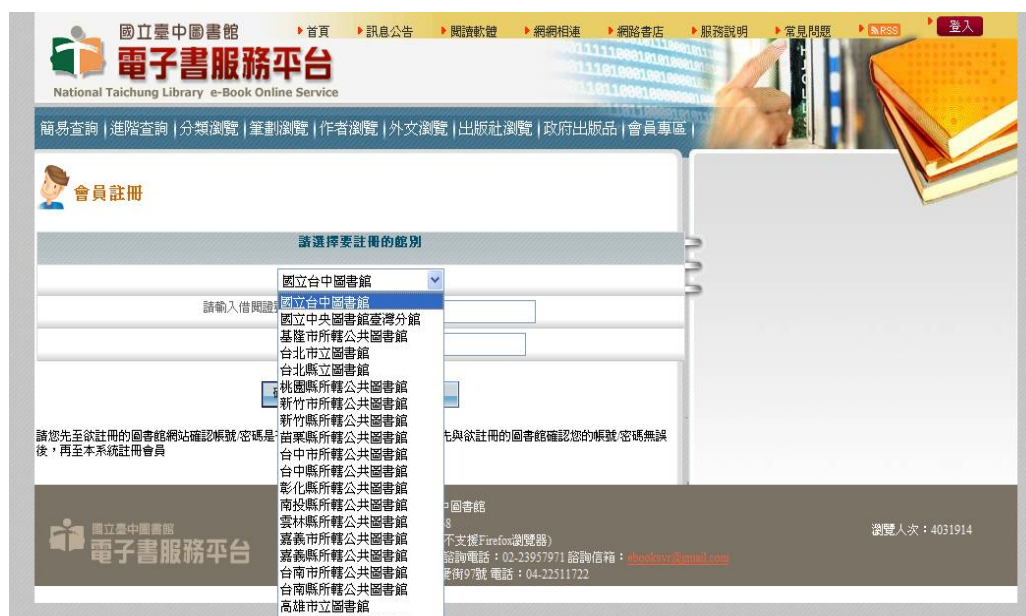 國立臺中圖書館
電子書服務平台
National Taichung Library e-Book Online Service
首頁 訊息公告 閱讀軟體 網網相連 網路書店 服務說明 常見問題 RSS 登入
簡易查詢 | 進階查詢 | 分類瀏覽 | 筆劃瀏覽 | 作者瀏覽 | 外文瀏覽 | 出版社瀏覽 | 政府出版品 | 會員專區 |
會員註冊
請選擇要註冊的館別
國立台中圖書館
請輸入借閱證
國立台中圖書館
國立中央圖書館臺灣分館
基隆市所轄公共圖書館
台北市立圖書館
台北縣立圖書館
桃園縣所轄公共圖書館
新竹市所轄公共圖書館
新竹縣所轄公共圖書館
苗栗縣所轄公共圖書館
台中市所轄公共圖書館
台中縣所轄公共圖書館
彰化縣所轄公共圖書館
南投縣所轄公共圖書館
雲林縣所轄公共圖書館
嘉義市所轄公共圖書館
嘉義縣所轄公共圖書館
台南市所轄公共圖書館
台南縣所轄公共圖書館
高雄市立圖書館
請您先至欲註冊的圖書館網站確認帳號/密碼是
先與欲註冊的圖書館確認您的帳號/密碼無誤
後，再至本系統註冊會員
國立臺中圖書館
電子書服務平台
中圖書館
不支援Firefox瀏覽器)
諮詢電話：02-23957971 諮詢信箱：
街97號 電話：04-22511722
瀏覽人次：4031914